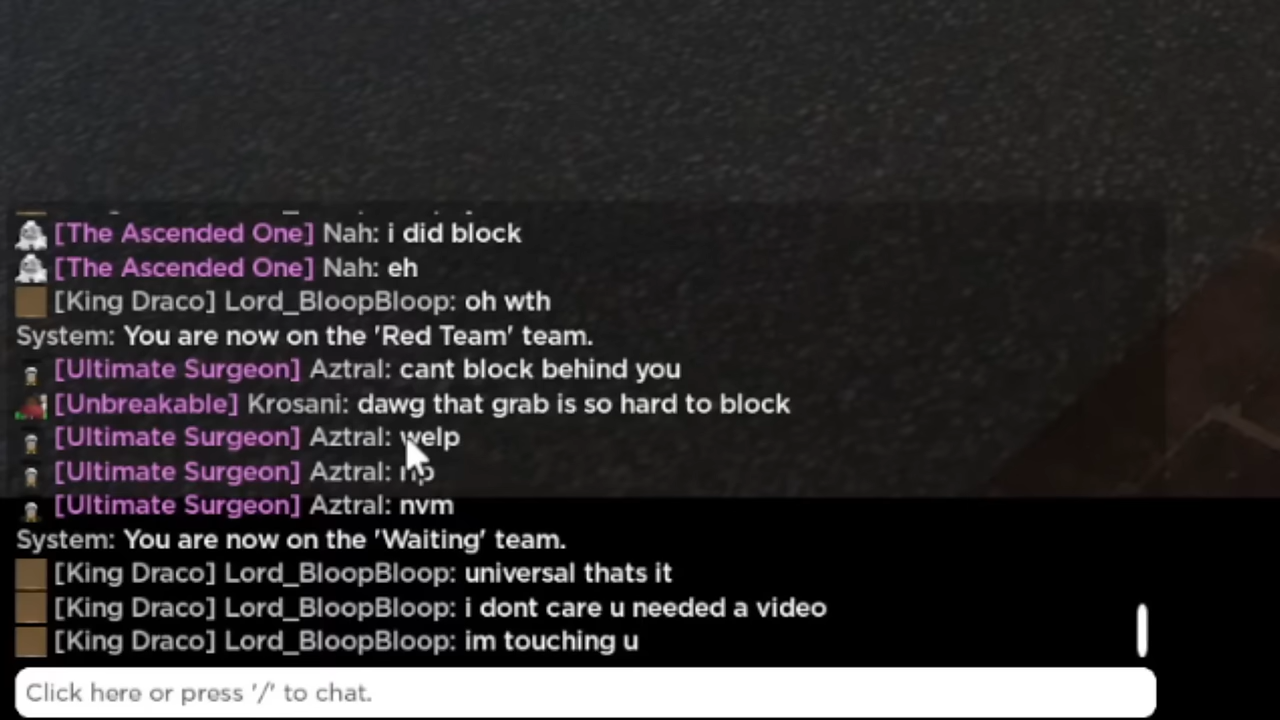 [The Ascended One] Nah: i did block
[The Ascended One] Nah: eh
[King Draco] Lord_BloopBloop: oh wth
System: You are now on the 'Red Team' team.
[Ultimate Surgeon] Aztral: cant block behind you
[Unbreakable] Krosani: dawg that grab is so hard to block
[Ultimate Surgeon] Aztral: welp
[Ultimate Surgeon] Aztral:
[Ultimate Surgeon] Aztral: nvm
System: You are now on the 'Waiting' team.
[King Draco] Lord_BloopBloop: universal thats it
[King Draco] Lord_BloopBloop: i dont care u needed a video
[King Draco] Lord_BloopBloop: im touching u
Click here or press '/' to chat.